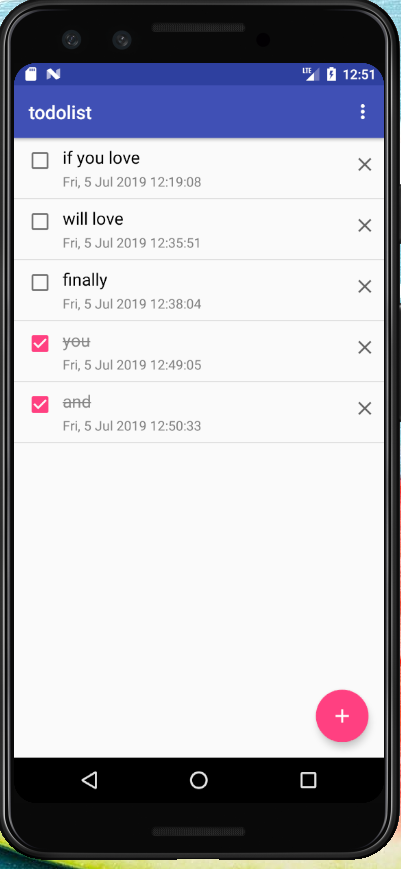 LTE 12:51
todolist
if you love
Fri, 5 Jul 2019 12:19:08
will love
Fri, 5 Jul 2019 12:35:51
finally
Fri, 5 Jul 2019 12:38:04
you
Fri, 5 Jul 2019 12:49:05
and
Fri, 5 Jul 2019 12:50:33